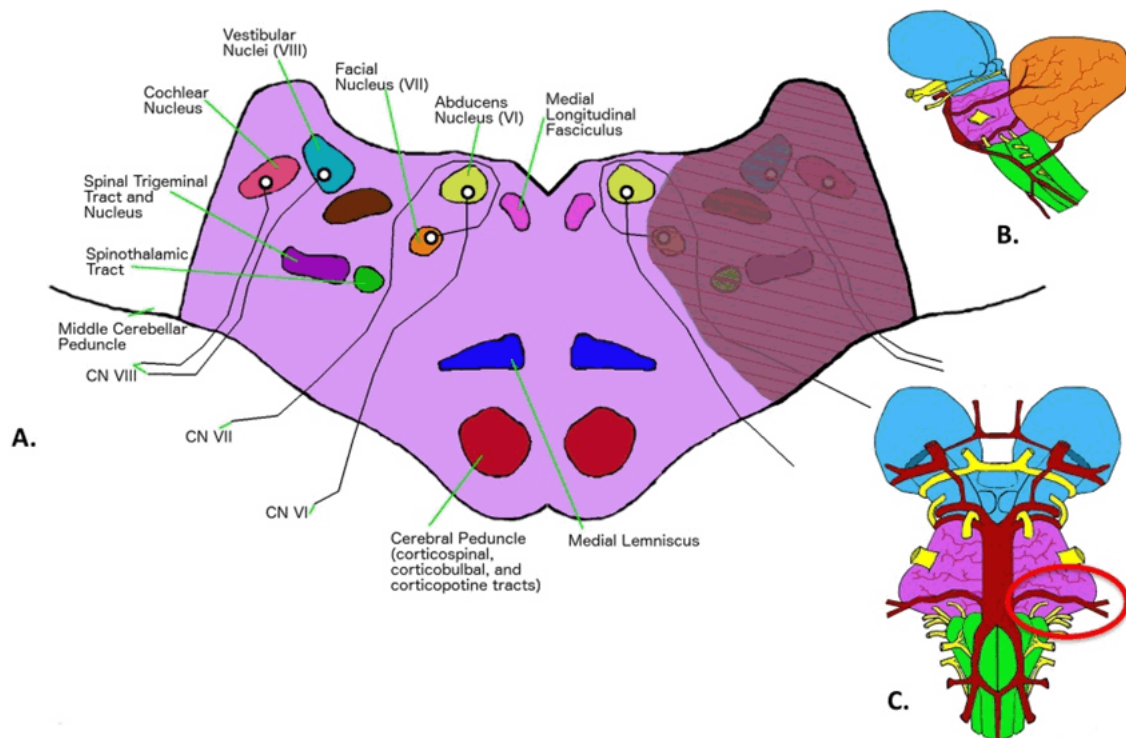 Vestibular
Nuclei (VIII)
Cochlear
Nucleus
Facial
Nucleus (VII)
Abducens
Nucleus (VI)
Medial
Longitudinal
Fasciculus
Spinal Trigeminal
Tract and
Nucleus
Spinothalamic
Tract
Middle Cerebellar
Peduncle
CN VIII
CN VII
CN VI
Cerebral Peduncle
(corticospinal,
corticobulbal, and
corticopotine tracts)
Medial Lemniscus
A.
B.
C.